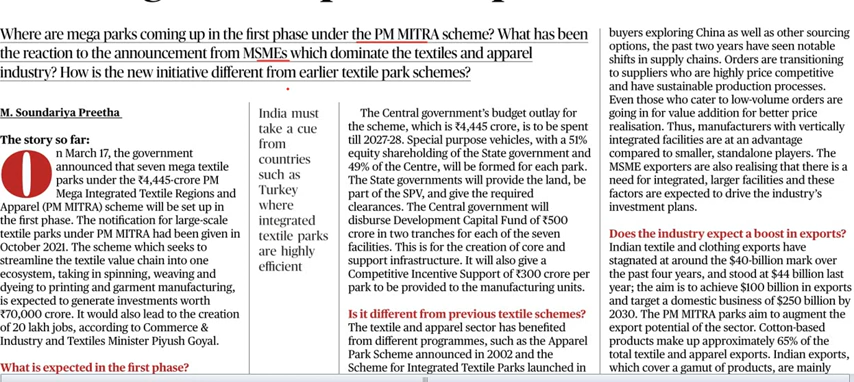 Where are mega parks coming up in the first phase under the PM MITRA scheme? What has been
the reaction to the announcement from MSMEs which dominate the textiles and apparel
industry? How is the new initiative different from earlier textile park schemes?
M. Soundariya Preetha
The story so far:
On March 17, the government
announced that seven mega textile
parks under the ₹4,445-crore PM
Mega Integrated Textile Regions and
Apparel (PM MITRA) scheme will be set up in
the first phase. The notification for large-scale
textile parks under PM MITRA had been given in
October 2021. The scheme which seeks to
streamline the textile value chain into one
ecosystem, taking in spinning, weaving and
dyeing to printing and garment manufacturing,
is expected to generate investments worth
₹70,000 crore. It would also lead to the creation
of 20 lakh jobs, according to Commerce &
Industry and Textiles Minister Piyush Goyal.
What is expected in the first phase?
India must
take a cue
from
countries
such as
Turkey
where
integrated
textile parks
are highly
efficient
The Central government's budget outlay for
the scheme, which is ₹4,445 crore, is to be spent
till 2027-28. Special purpose vehicles, with a 51%
equity shareholding of the State government and
49% of the Centre, will be formed for each park.
The State governments will provide the land, be
part of the SPV, and give the required
clearances. The Central government will
disburse Development Capital Fund of ₹500
crore in two tranches for each of the seven
facilities. This is for the creation of core and
support infrastructure. It will also give a
Competitive Incentive Support of ₹300 crore per
park to be provided to the manufacturing units.
Is it different from previous textile schemes?
The textile and apparel sector has benefited
from different programmes, such as the Apparel
Park Scheme announced in 2002 and the
Scheme for Integrated Textile Parks launched in
buyers exploring China as well as other sourcing
options, the past two years have seen notable
shifts in supply chains. Orders are transitioning
to suppliers who are highly price competitive
and have sustainable production processes.
Even those who cater to low-volume orders are
going in for value addition for better price
realisation. Thus, manufacturers with vertically
integrated facilities are at an advantage
compared to smaller, standalone players. The
MSME exporters are also realising that there is a
need for integrated, larger facilities and these
factors are expected to drive the industry's
investment plans.
Does the industry expect a boost in exports?
Indian textile and clothing exports have
stagnated at around the $40-billion mark over
the past four years, and stood at $44 billion last
year; the aim is to achieve $100 billion in exports
and target a domestic business of $250 billion by
2030. The PM MITRA parks aim to augment the
export potential of the sector. Cotton-based
products make up approximately 65% of the
total textile and apparel exports. Indian exports,
which cover a gamut of products, are mainly